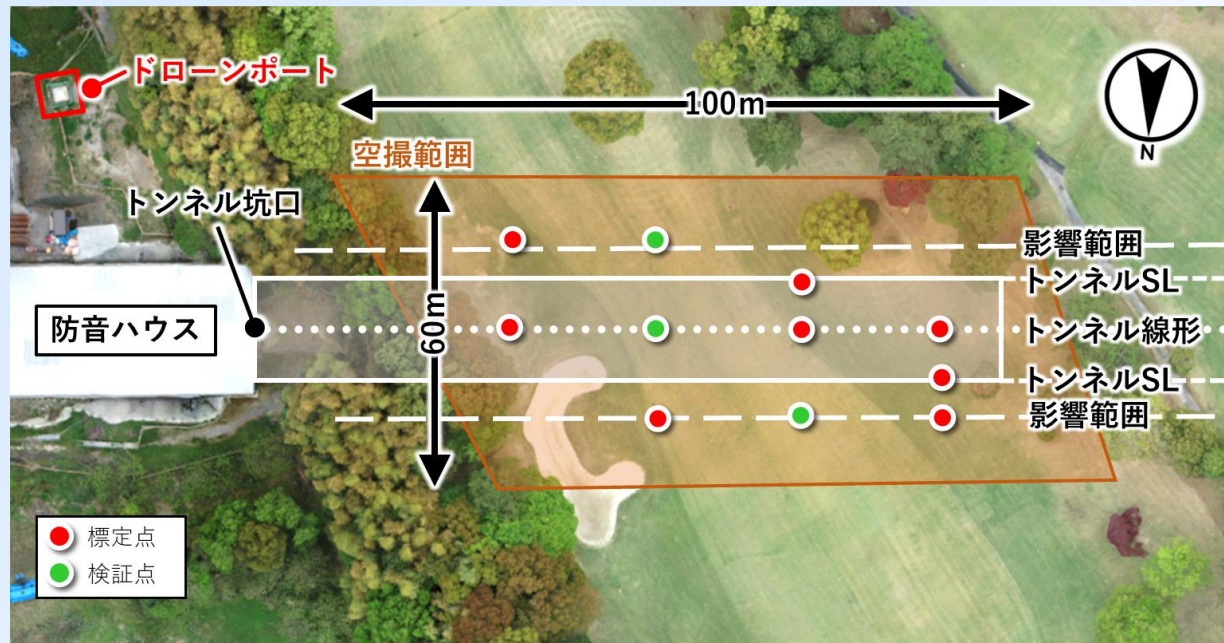 ドローンポート
100m
N
空撮範囲
トンネル坑口
影響範囲
トンネルSL
防音ハウス
60m
トンネル線形
トンネルSL
影響範囲
標定点
検証点